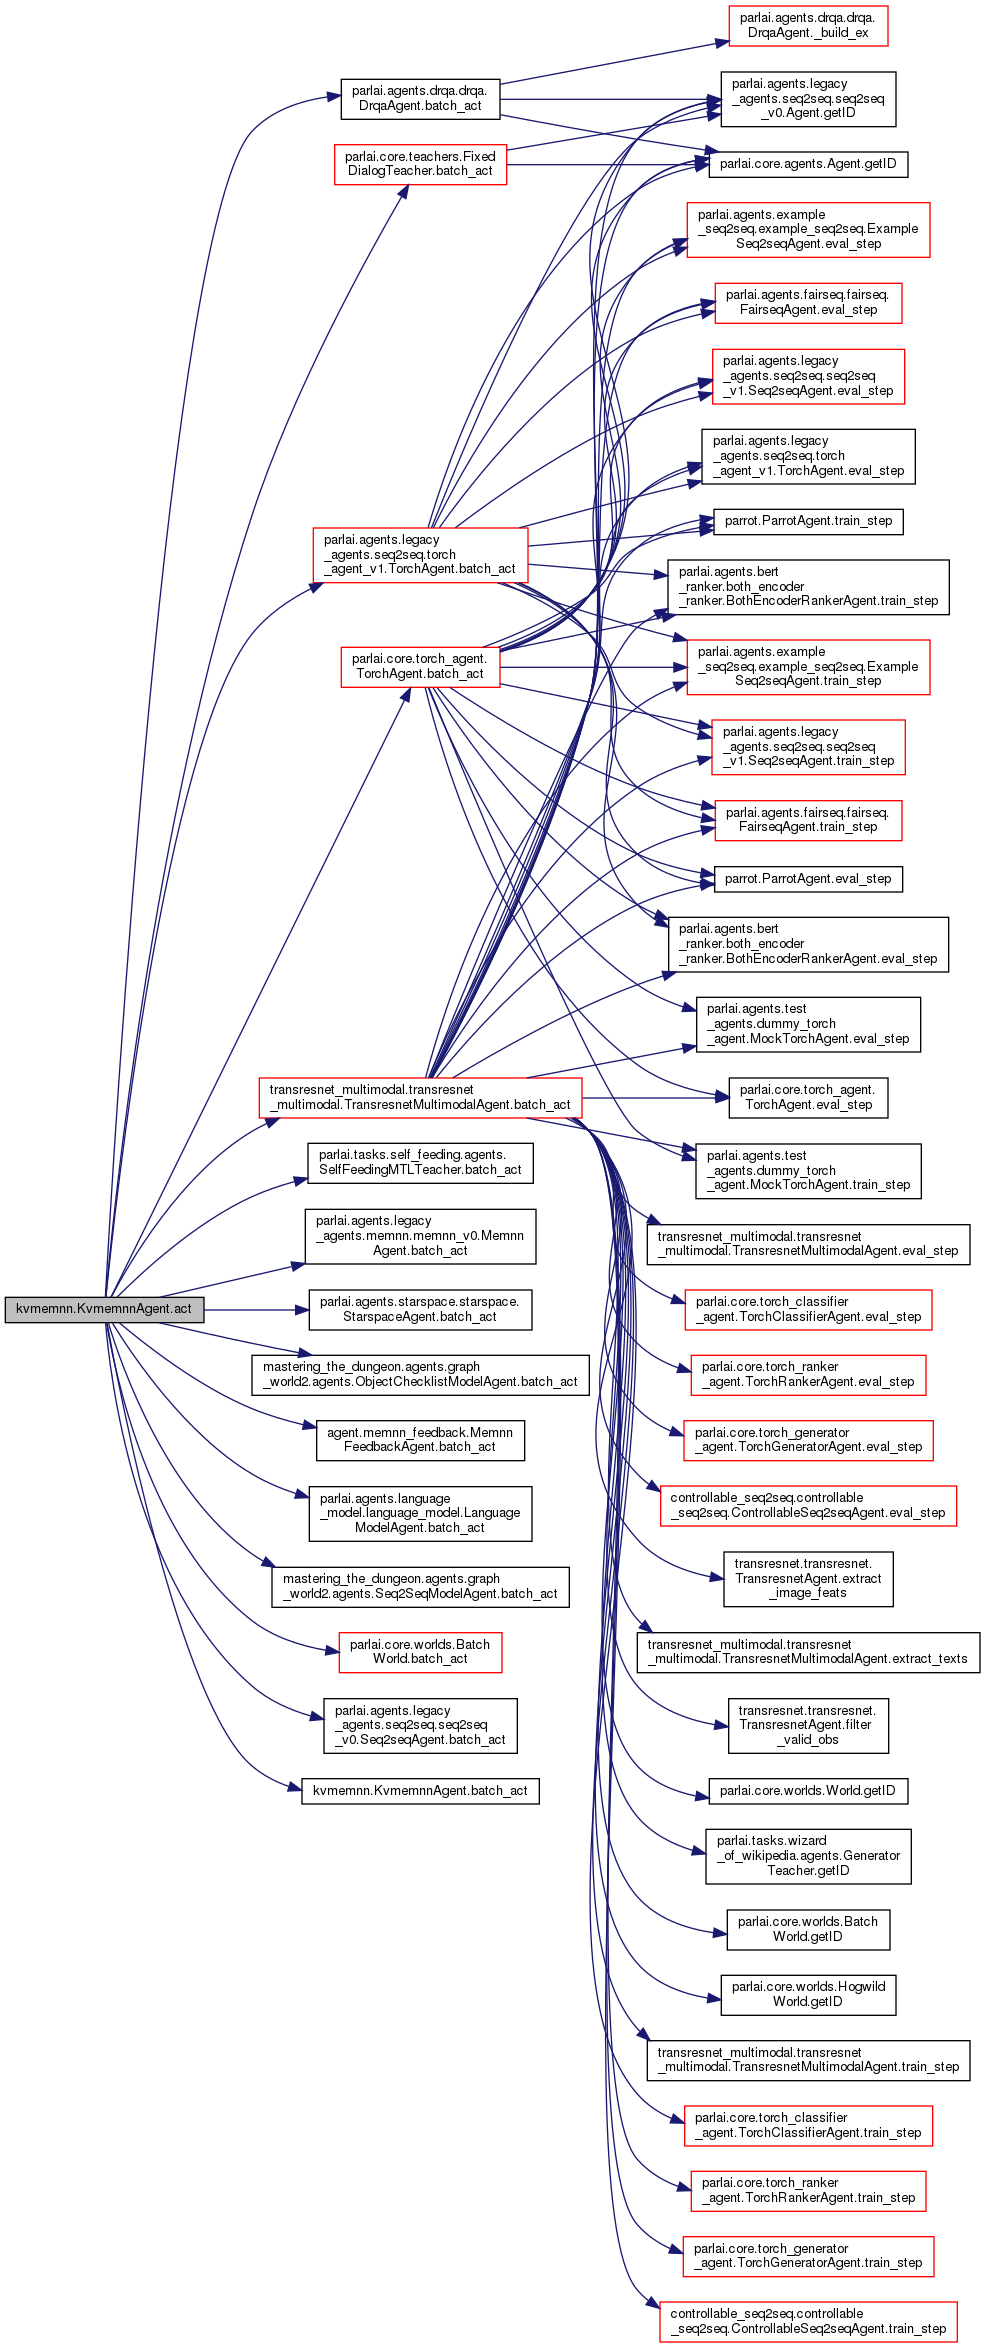 kvmemnn.KvmemnnAgent.act
parlai.agents.drqa.drqa.
DrqaAgent.batch_act
parlai.core.teachers.Fixed
DialogTeacher.batch_act
parlai.agents.legacy
_agents.seq2seq.torch
_agent_v1.TorchAgent.batch_act
parlai.core.torch_agent.
TorchAgent.batch_act
transresnet_multimodal.transresnet
_multimodal.TransresnetMultimodalAgent.batch_act
parlai.tasks.self_feeding.agents.
SelfFeedingMTLTeacher.batch_act
parlai.agents.legacy
_agents.memnn.memnn_v0.Memnn
Agent.batch_act
parlai.agents.starspace.starspace.
StarspaceAgent.batch_act
mastering_the_dungeon.agents.graph
_world2.agents.ObjectChecklistModelAgent.batch_act
agent.memnn_feedback.Memnn
FeedbackAgent.batch_act
parlai.agents.language
_model.language_model.Language
ModelAgent.batch_act
mastering_the_dungeon.agents.graph
_world2.agents.Seq2SeqModelAgent.batch_act
parlai.core.worlds.Batch
World.batch_act
parlai.agents.legacy
_agents.seq2seq.seq2seq
_v0.Seq2seqAgent.batch_act
kvmemnn.KvmemnnAgent.batch_act
parlai.agents.drqa.drqa.
DrqaAgent._build_ex
parlai.agents.legacy
_agents.seq2seq.seq2seq
_v0.Agent.getID
parlai.core.agents.Agent.getID
parlai.agents.example
_seq2seq.example_seq2seq.Example
Seq2seqAgent.eval_step
parlai.agents.fairseq.fairseq.
FairseqAgent.eval_step
parlai.agents.legacy
_agents.seq2seq.seq2seq
_v1.Seq2seqAgent.eval_step
parlai.agents.legacy
_agents.seq2seq.torch
_agent_v1.TorchAgent.eval_step
parrot.ParrotAgent.train_step
parlai.agents.bert
_ranker.both_encoder
_ranker.BothEncoderRankerAgent.train_step
parlai.agents.example
_seq2seq.example_seq2seq.Example
Seq2seqAgent.train_step
parlai.agents.legacy
_agents.seq2seq.seq2seq
_v1.Seq2seqAgent.train_step
parlai.agents.fairseq.fairseq.
FairseqAgent.train_step
parrot.ParrotAgent.eval_step
parlai.agents.bert
_ranker.both_encoder
_ranker.BothEncoderRankerAgent.eval_step
parlai.agents.test
_agents.dummy_torch
_agent.MockTorchAgent.eval_step
parlai.core.torch_agent.
TorchAgent.eval_step
parlai.agents.test
_agents.dummy_torch
_agent.MockTorchAgent.train_step
transresnet_multimodal.transresnet
_multimodal.TransresnetMultimodalAgent.eval_step
parlai.core.torch_classifier
_agent.TorchClassifierAgent.eval_step
parlai.core.torch_ranker
_agent.TorchRankerAgent.eval_step
parlai.core.torch_generator
_agent.TorchGeneratorAgent.eval_step
controllable_seq2seq.controllable
_seq2seq.ControllableSeq2seqAgent.eval_step
transresnet.transresnet.
TransresnetAgent.extract
_image_feats
transresnet_multimodal.transresnet
_multimodal.TransresnetMultimodalAgent.extract_texts
transresnet.transresnet.
TransresnetAgent.filter
_valid_obs
parlai.core.worlds.World.getID
parlai.tasks.wizard
_of_wikipedia.agents.Generator
Teacher.getID
parlai.core.worlds.Batch
World.getID
parlai.core.worlds.Hogwild
World.getID
transresnet_multimodal.transresnet
_multimodal.TransresnetMultimodalAgent.train_step
parlai.core.torch_classifier
_agent.TorchClassifierAgent.train_step
parlai.core.torch_ranker
_agent.TorchRankerAgent.train_step
parlai.core.torch_generator
_agent.TorchGeneratorAgent.train_step
controllable_seq2seq.controllable
_seq2seq.ControllableSeq2seqAgent.train_step